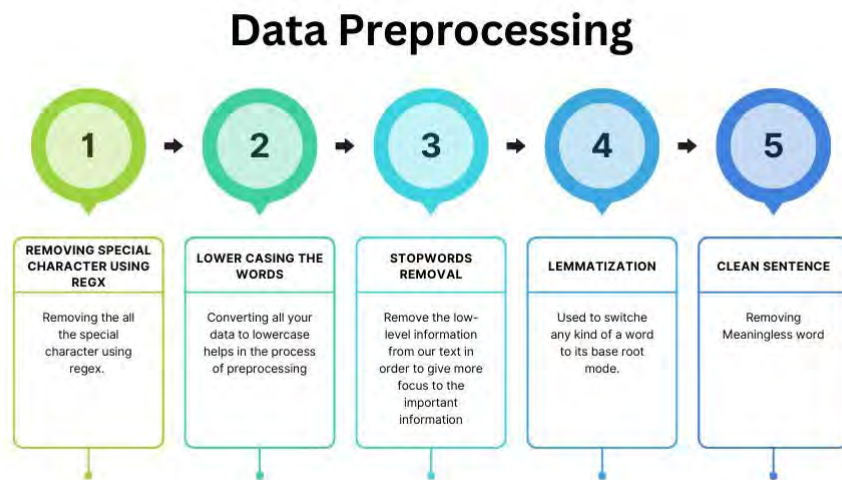 Data Preprocessing
1
2
3
4
5
REMOVING SPECIAL
CHARACTER USING
REGX
Removing the all
the special
character using
regex.
LOWER CASING THE
WORDS
Converting all your
data to lowercase
helps in the process
of preprocessing
STOPWORDS
REMOVAL
Remove the low-
level information
from our text in
order to give more
focus to the
important
information
LEMMATIZATION
Used to switche
any kind of a word
to its base root
mode.
CLEAN SENTENCE
Removing
Meaningless word